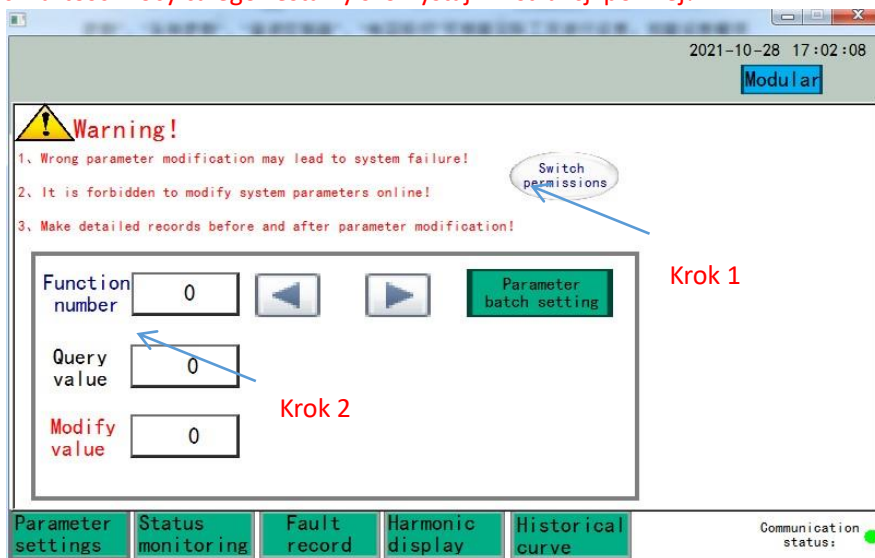 2021-10-28 17:02:08
Modular
Warning!
1、Wrong parameter modification may lead to system failure!
Switch
permissions
2、It is forbidden to modify system parameters online!
3、Make detailed records before and after parameter modification!
Krok 1
Function
number
0
Parameter
batch setting
Query
value
0
Krok 2
Modify
value
0
Parameter
settings
Status
monitoring
Fault
record
Harmonic
display
Historical
curve
Communication
status: